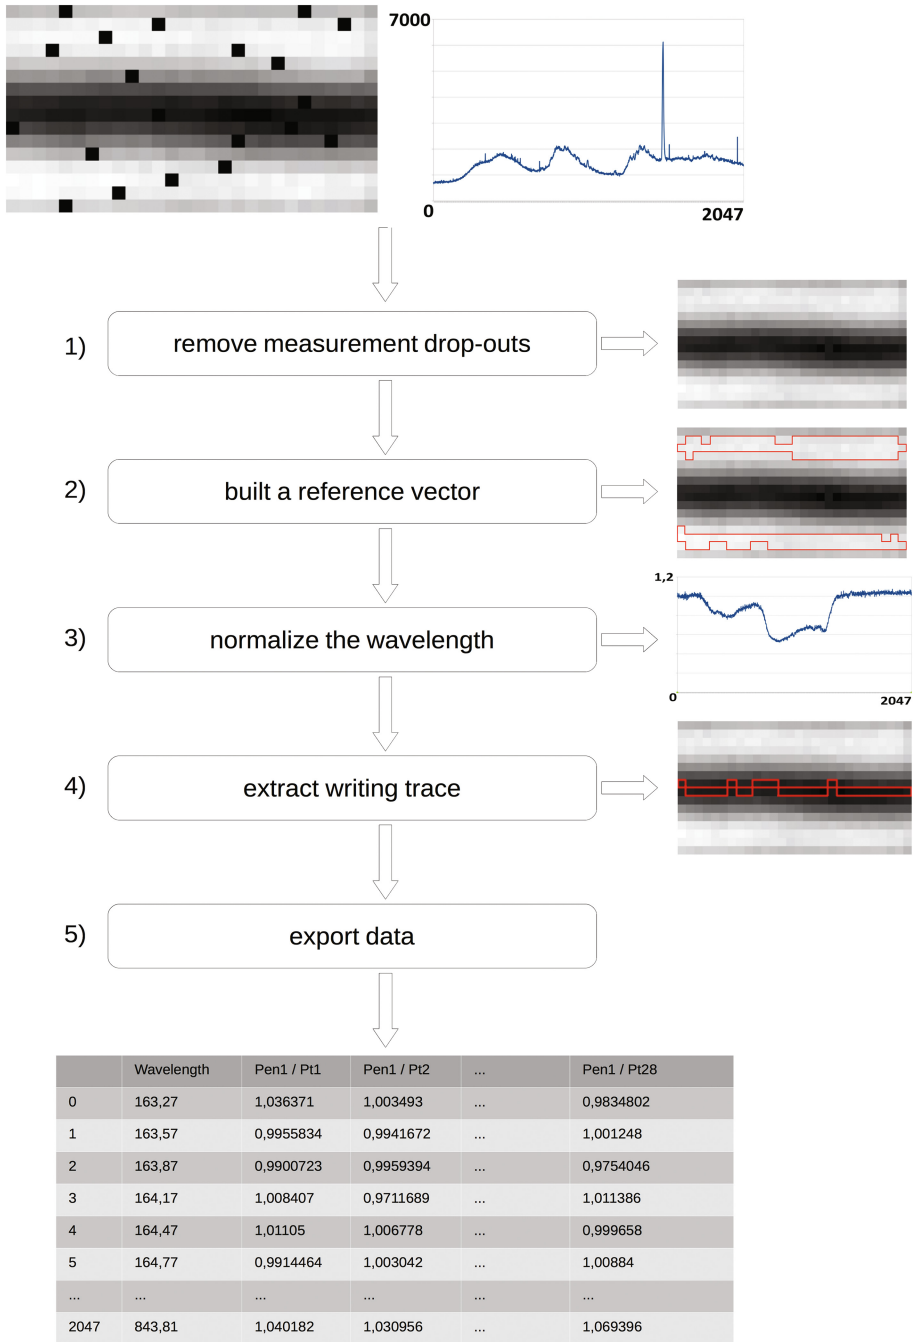 7000
0
2047
1)
remove measurement drop-outs
2)
built a reference vector
1,2
3)
normalize the wavelength
0
2047
4)
extract writing trace
5)
export data
Wavelength Pen1 / Pt1 Pen1 / Pt2 ... Pen1 / Pt28
0 163,27 1,036371 1,003493 ... 0,9834802
1 163,57 0,9955834 0,9941672 ... 1,001248
2 163,87 0,9900723 0,9959394 ... 0,9754046
3 164,17 1,008407 0,9711689 ... 1,011386
4 164,47 1,01105 1,006778 ... 0,999658
5 164,77 0,9914464 1,003042 ... 1,00884
... ... ... ... ... ...
2047 843,81 1,040182 1,030956 ... 1,069396